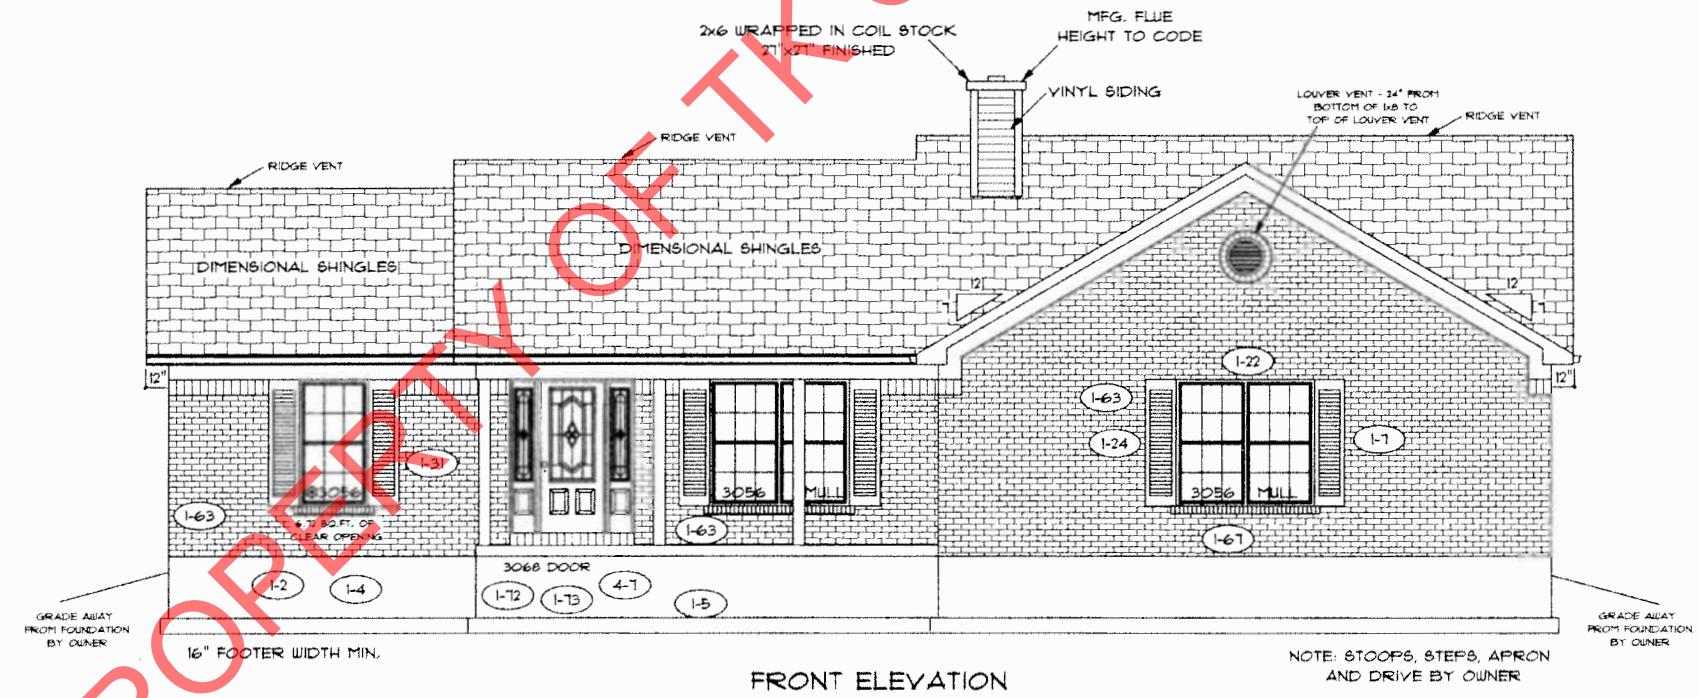 2x6 WRAPPED IN COIL STOCK
27"x27" FINISHED
MFG. FLUE
HEIGHT TO CODE
VINYL SIDING
LOUVER VENT - 24" FROM
BOTTOM OF 1x8 TO
TOP OF LOUVER VENT
RIDGE VENT
RIDGE VENT
RIDGE VENT
DIMENSIONAL SHINGLES
DIMENSIONAL SHINGLES
12
7
12
7
12"
12"
1-22
1-63
1-24
1-7
1-31
3056
3056 MULL
3056 MULL
1-63
6.72 SQ.FT. OF
CLEAR OPENING
1-63
1-67
3068 DOOR
1-2
1-4
1-72
1-73
4-7
1-5
GRADE AWAY
FROM FOUNDATION
BY OWNER
GRADE AWAY
FROM FOUNDATION
BY OWNER
16" FOOTER WIDTH MIN.
FRONT ELEVATION
NOTE: STOOPS, STEPS, APRON
AND DRIVE BY OWNER
PROPERTY OF TK